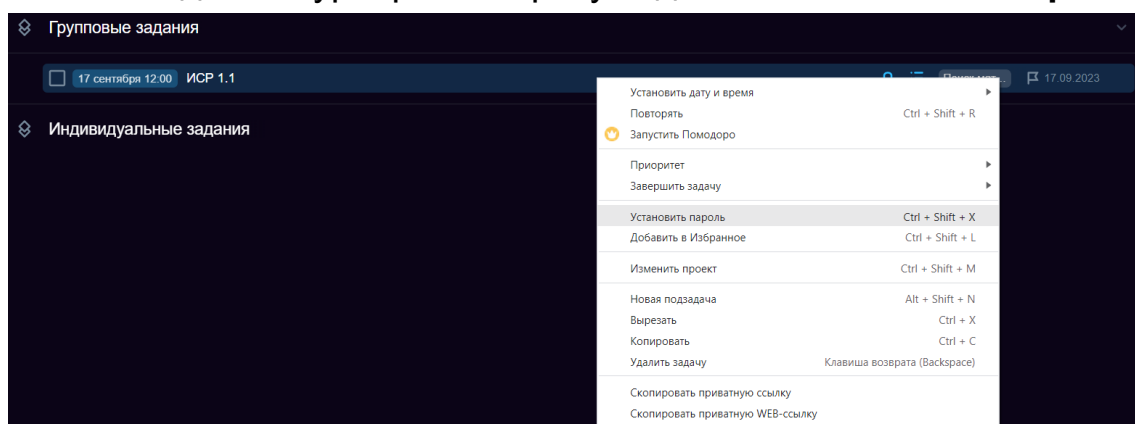 Групповые задания
17 сентября 12:00 ИСР 1.1
17.09.2023
Индивидуальные задания
Установить дату и время
Повторять Ctrl + Shift + R
Запустить Помодоро
Приоритет
Завершить задачу
Установить пароль Ctrl + Shift + X
Добавить в Избранное Ctrl + Shift + L
Изменить проект Ctrl + Shift + M
Новая подзадача Alt + Shift + N
Вырезать Ctrl + X
Копировать Ctrl + C
Удалить задачу Клавиша возврата (Backspace)
Скопировать приватную ссылку
Скопировать приватную WEB-ссылку